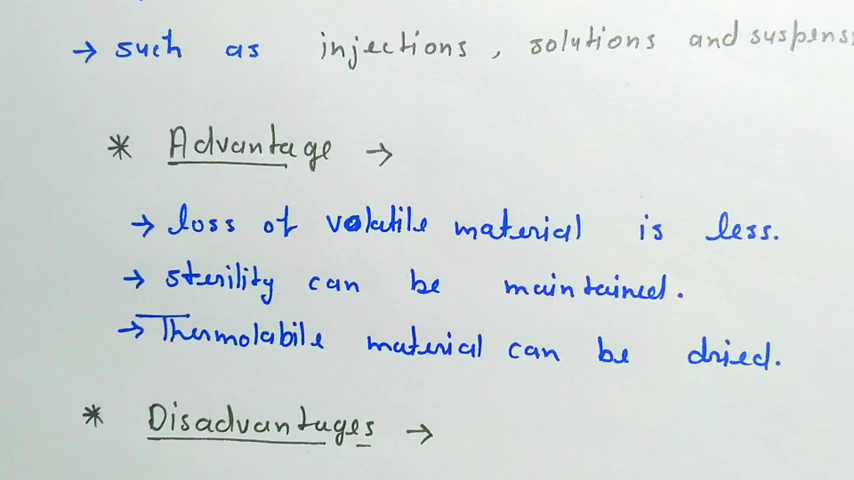 → such as injections, solutions and suspens
* Advantage →
→ loss of volatile material is less.
→ sterility can be maintained.
→ Thermolabile material can be dried.
* Disadvantages →